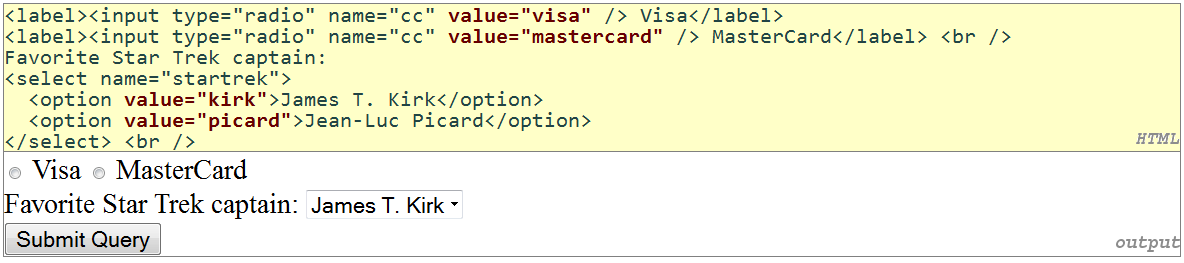 <label><input type="radio" name="cc" value="visa" /> Visa</label>
<label><input type="radio" name="cc" value="mastercard" /> MasterCard</label> <br />
Favorite Star Trek captain:
<select name="startrek">
  <option value="kirk">James T. Kirk</option>
  <option value="picard">Jean-Luc Picard</option>
</select> <br />
HTML
Visa MasterCard
Favorite Star Trek captain: James T. Kirk
Submit Query
output